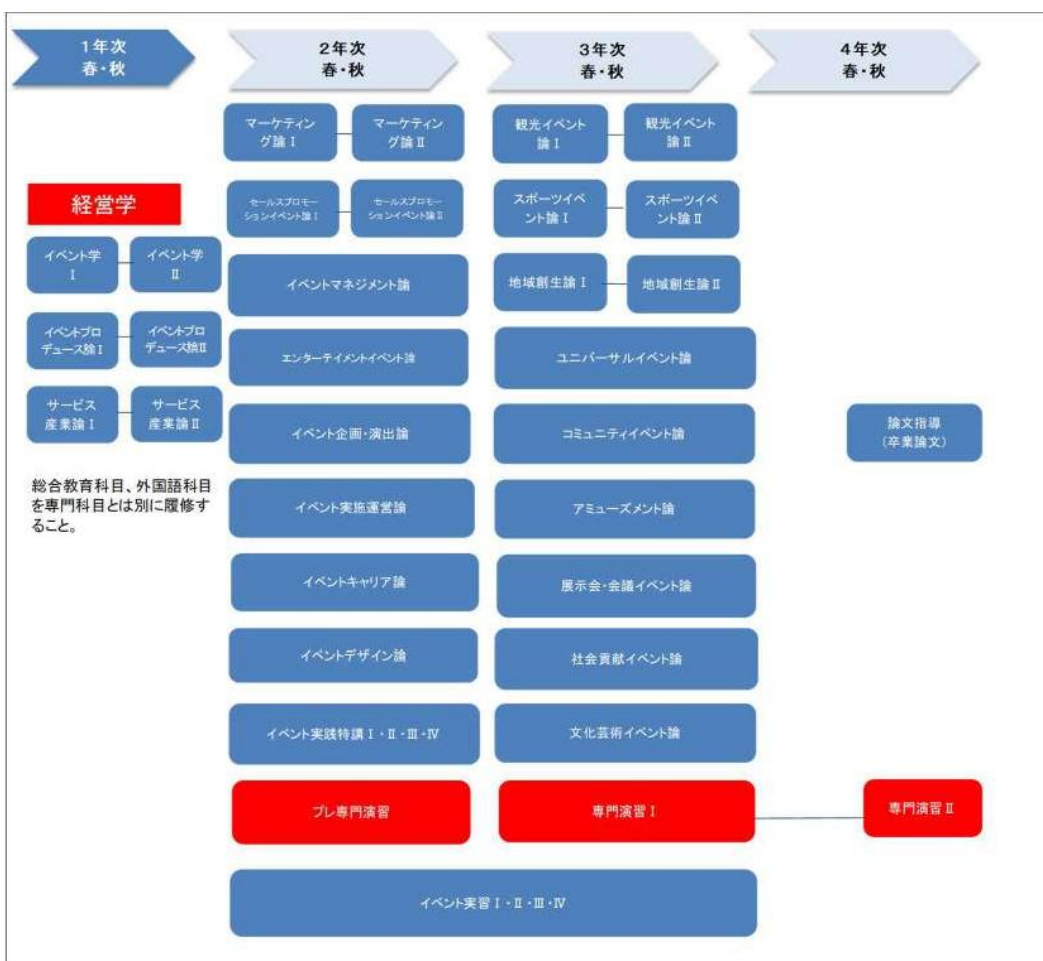 1年次
春・秋
2年次
春・秋
3年次
春・秋
4年次
春・秋
経営学
イベント学
Ⅰ
イベント学
Ⅱ
イベントプロ
デュース論Ⅰ
イベントプロ
デュース論Ⅱ
サービス
産業論Ⅰ
サービス
産業論Ⅱ
総合教育科目、外国語科目
を専門科目とは別に履修す
ること。
マーケティン
グ論Ⅰ
マーケティン
グ論Ⅱ
セールスプロモー
ションイベント論Ⅰ
セールスプロモー
ションイベント論Ⅱ
イベントマネジメント論
エンターテイメントイベント論
イベント企画・演出論
イベント実施運営論
イベントキャリア論
イベントデザイン論
イベント実践特講Ⅰ・Ⅱ・Ⅲ・Ⅳ
プレ専門演習
観光イベント
論Ⅰ
観光イベント
論Ⅱ
スポーツイベ
ント論Ⅰ
スポーツイベ
ント論Ⅱ
地域創生論Ⅰ
地域創生論Ⅱ
ユニバーサルイベント論
コミュニティイベント論
アミューズメント論
展示会・会議イベント論
社会貢献イベント論
文化芸術イベント論
専門演習Ⅰ
論文指導
(卒業論文)
専門演習Ⅱ
イベント実習Ⅰ・Ⅱ・Ⅲ・Ⅳ